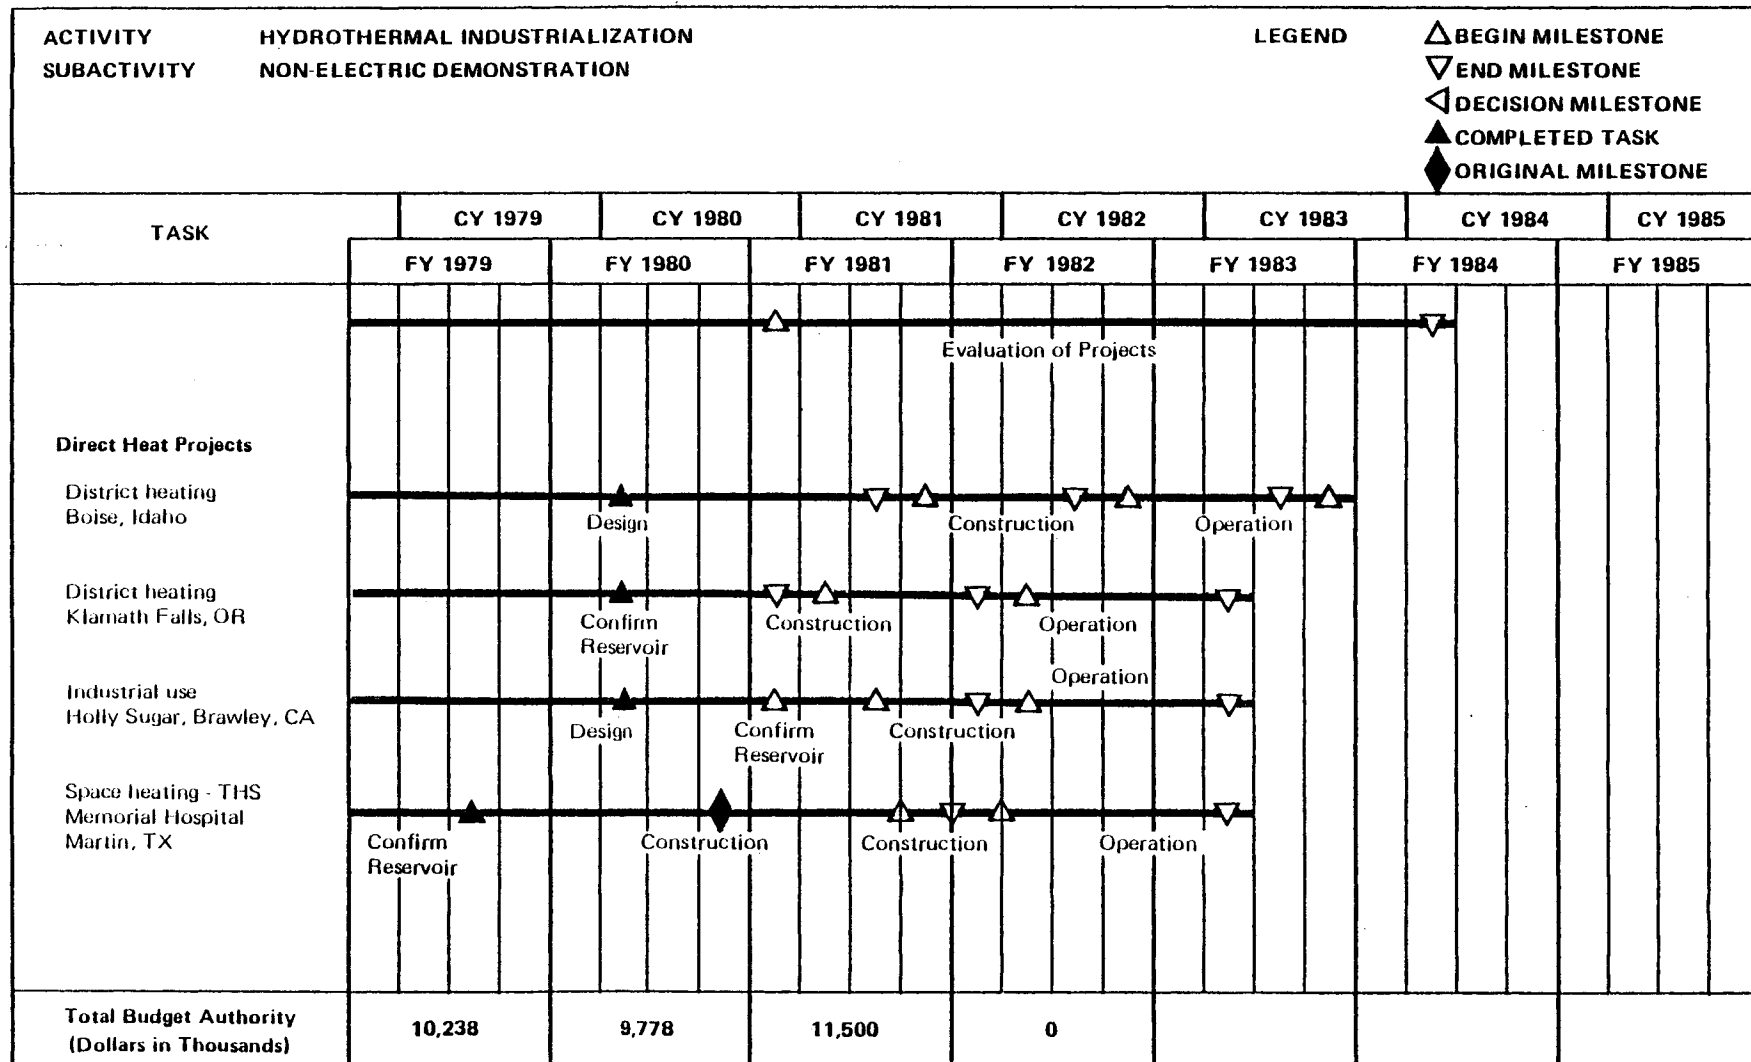 ACTIVITY HYDROTHERMAL INDUSTRIALIZATION
SUBACTIVITY NON-ELECTRIC DEMONSTRATION
LEGEND
BEGIN MILESTONE
END MILESTONE
DECISION MILESTONE
COMPLETED TASK
ORIGINAL MILESTONE
TASK
CY 1979 CY 1980 CY 1981 CY 1982 CY 1983 CY 1984 CY 1985
FY 1979 FY 1980 FY 1981 FY 1982 FY 1983 FY 1984 FY 1985
Evaluation of Projects
Direct Heat Projects
District heating
Boise, Idaho
Design Construction Operation
District heating
Klamath Falls, OR
Confirm
Reservoir
Construction Operation
Industrial use
Holly Sugar, Brawley, CA
Operation
Design
Confirm
Reservoir
Construction
Space heating - THS
Memorial Hospital
Martin, TX
Confirm
Reservoir
Construction Construction Operation
Total Budget Authority
(Dollars in Thousands)
10,238 9,778 11,500 0